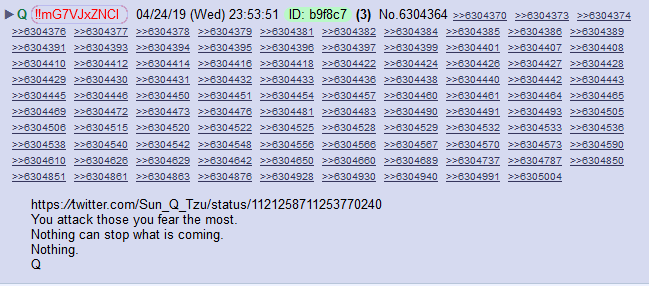 ▶ Q !!mG7VJxZNCI 04/24/19 (Wed) 23:53:51 ID: b9f8c7 (3) No.6304364 >>6304370 >>6304373 >>6304374
>>6304376 >>6304377 >>6304378 >>6304379 >>6304381 >>6304382 >>6304384 >>6304385 >>6304386 >>6304389
>>6304391 >>6304393 >>6304394 >>6304395 >>6304396 >>6304397 >>6304399 >>6304401 >>6304407 >>6304408
>>6304410 >>6304412 >>6304414 >>6304416 >>6304418 >>6304422 >>6304424 >>6304426 >>6304427 >>6304428
>>6304429 >>6304430 >>6304431 >>6304432 >>6304433 >>6304436 >>6304438 >>6304440 >>6304442 >>6304443
>>6304445 >>6304446 >>6304450 >>6304451 >>6304454 >>6304457 >>6304460 >>6304461 >>6304464 >>6304465
>>6304469 >>6304472 >>6304473 >>6304476 >>6304481 >>6304483 >>6304490 >>6304491 >>6304493 >>6304505
>>6304506 >>6304515 >>6304520 >>6304522 >>6304525 >>6304528 >>6304529 >>6304532 >>6304533 >>6304536
>>6304538 >>6304540 >>6304542 >>6304548 >>6304556 >>6304566 >>6304567 >>6304570 >>6304573 >>6304590
>>6304610 >>6304626 >>6304629 >>6304642 >>6304650 >>6304660 >>6304689 >>6304737 >>6304787 >>6304850
>>6304851 >>6304861 >>6304863 >>6304876 >>6304928 >>6304930 >>6304940 >>6304991 >>6305004
https://twitter.com/Sun_Q_Tzu/status/1121258711253770240
You attack those you fear the most.
Nothing can stop what is coming.
Nothing.
Q